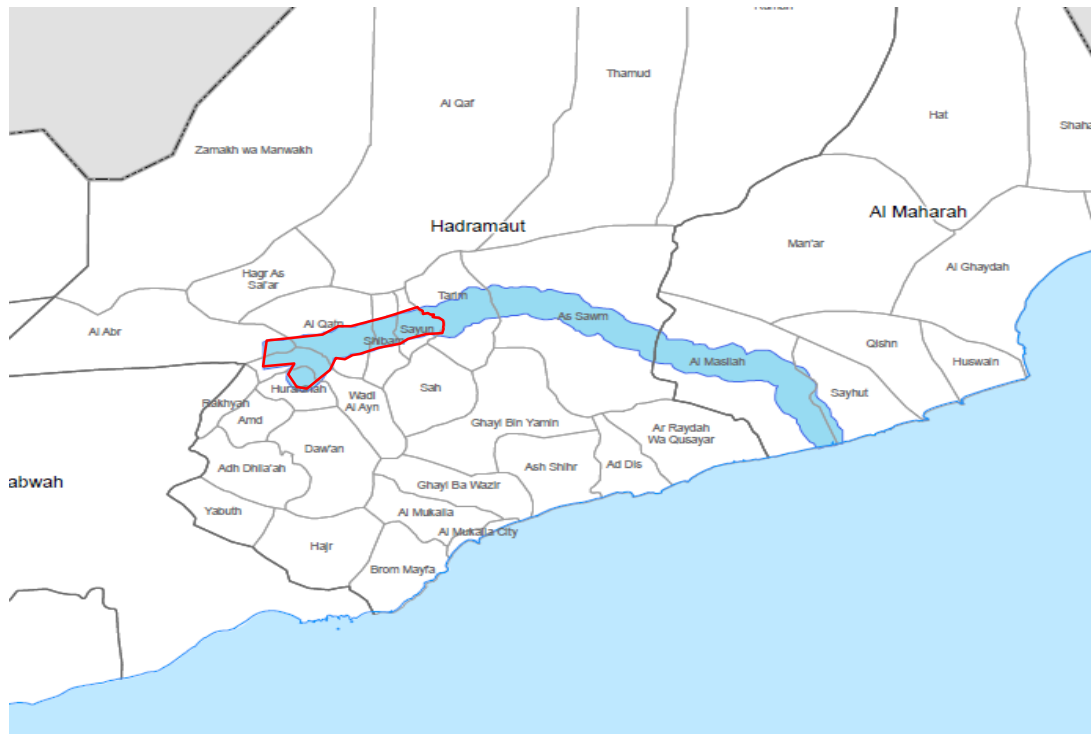 Thamud
Al Qaf
Hat
Zamakh wa Manwakh
Al Maharah
Hadramaut
Man'ar
Al Ghaydah
Hagr As
Sai'ar
Tarim
As Sawm
Al Abr
Al Qatn
Sayun
Shibam
Qishn
Al Masilah
Huswain
Huraidhah
Sah
Sayhut
Rakhyah
Wadi
Al Ayn
Amd
Ghayl Bin Yamin
Ar Raydah
Wa Qusayar
Daw'an
Adh Dhlia'ah
Ash Shihr
Ad Dis
abwah
Ghayl Ba Wazir
Yabuth
Al Mukalla
Al Mukalla City
Hajr
Brom Mayfa